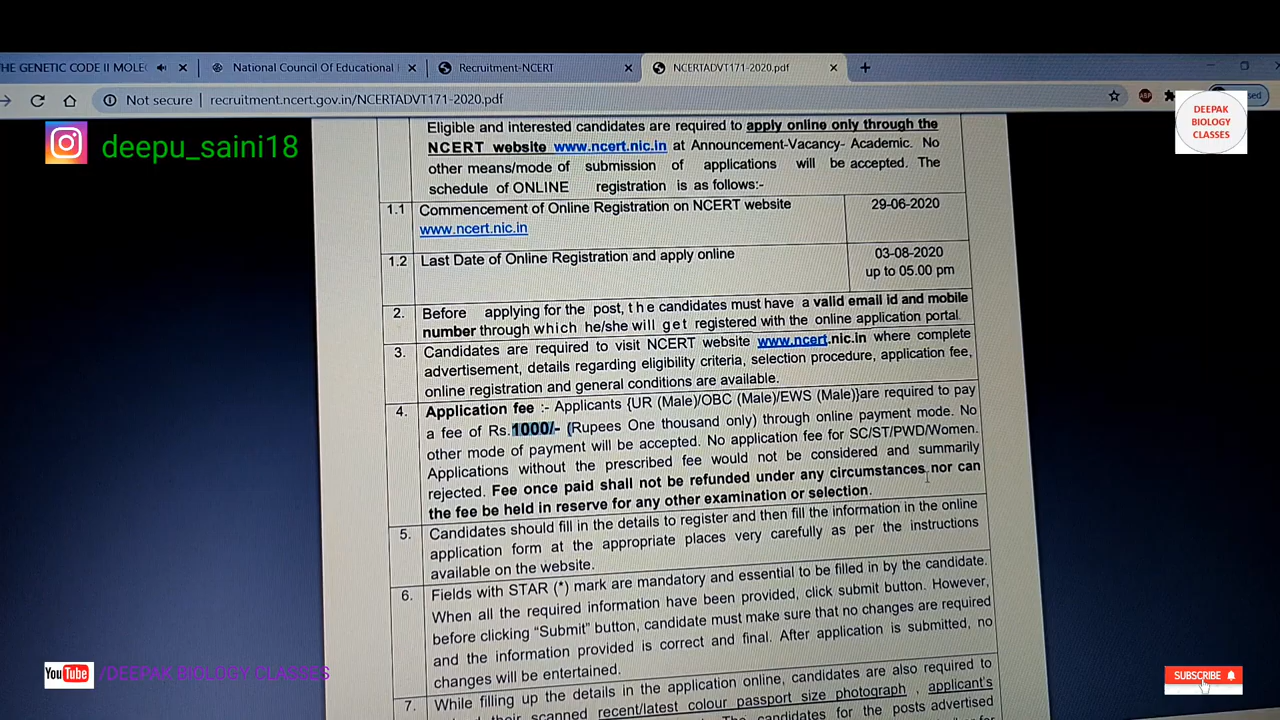 THE GENETIC CODE II MOLE
National Council Of Educational
Recruitment-NCERT
NCERTADVT171-2020.pdf
Not secure
recruitment.ncert.gov.in/NCERTADVT171-2020.pdf
ABP
DEEPAK
BIOLOGY
CLASSES
deepu_saini18
Eligible and Interested candidates are required to apply online only through the
NCERT website www.ncert.nic.in at Announcement-Vacancy- Academic. No
other means/mode of submission of applications will be accepted. The
schedule of ONLINE registration is as follows:-
1.1 Commencement of Online Registration on NCERT website 29-06-2020
www.ncert.nic.in
1.2 Last Date of Online Registration and apply online 03-08-2020
up to 05.00 pm
2. Before applying for the post, the candidates must have a valid email id and mobile
number through which he/she will get registered with the online application portal.
3. Candidates are required to visit NCERT website www.ncert.nic.in where complete
advertisement, details regarding eligibility criteria, selection procedure, application fee,
online registration and general conditions are available.
4. Application fee :- Applicants {UR (Male)/OBC (Male)/EWS (Male)}are required to pay
a fee of Rs.1000/- (Rupees One thousand only) through online payment mode. No
other mode of payment will be accepted. No application fee for SC/ST/PWD/Women.
Applications without the prescribed fee would not be considered and summarily
rejected. Fee once paid shall not be refunded under any circumstances nor can
the fee be held in reserve for any other examination or selection.
5. Candidates should fill in the details to register and then fill the information in the online
application form at the appropriate places very carefully as per the instructions
available on the website.
6. Fields with STAR (*) mark are mandatory and essential to be filled in by the candidate.
When all the required information have been provided, click submit button. However,
before clicking “Submit” button, candidate must make sure that no changes are required
and the information provided is correct and final. After application is submitted, no
changes will be entertained.
7. While filling up the details in the application online, candidates are also required to
their scanned recent/latest colour passport size photograph , applicant's
The candidates for the posts advertised
YouTube
/DEEPAK BIOLOGY CLASSES
SUBSCRIBE